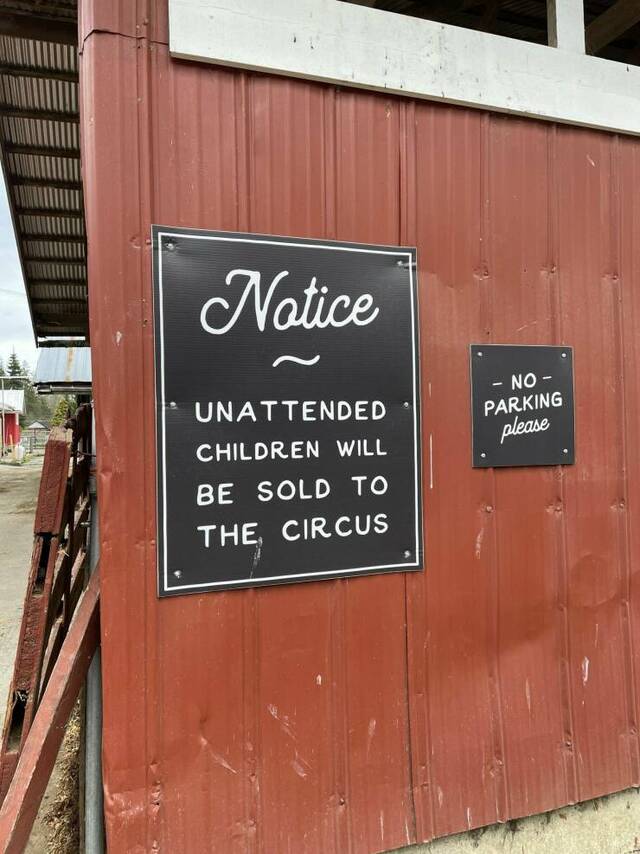 Notice
UNATTENDED
CHILDREN WILL
BE SOLD TO
THE CIRCUS
- NO -
PARKING
please